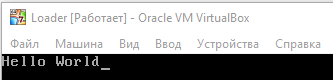 Loader [Работает] - Oracle VM VirtualBox
Файл Машина Вид Ввод Устройства Справка
Hello World_